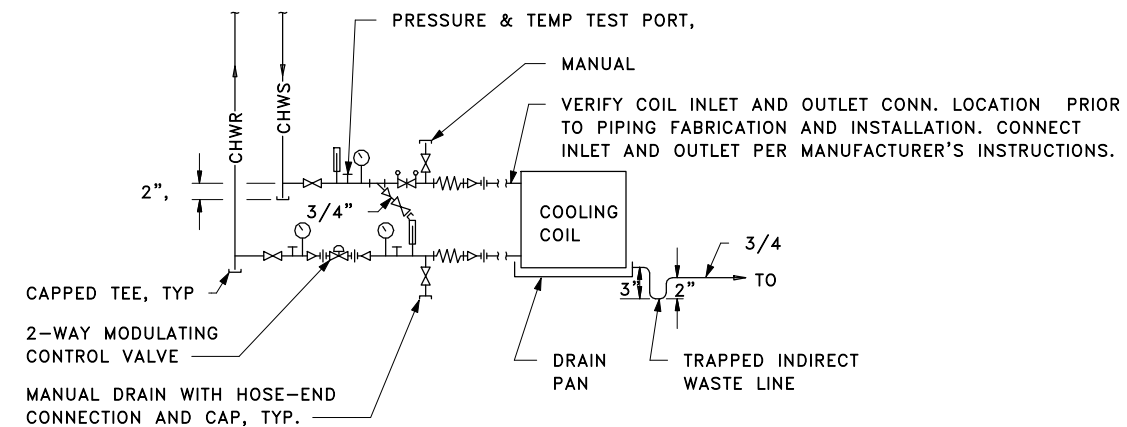 PRESSURE & TEMP TEST PORT,
MANUAL
VERIFY COIL INLET AND OUTLET CONN. LOCATION PRIOR
TO PIPING FABRICATION AND INSTALLATION. CONNECT
INLET AND OUTLET PER MANUFACTURER'S INSTRUCTIONS.
CHWR
CHWS
2",
3/4"
COOLING
COIL
3/4
TO
3"
2"
CAPPED TEE, TYP
2-WAY MODULATING
CONTROL VALVE
MANUAL DRAIN WITH HOSE-END
CONNECTION AND CAP, TYP.
DRAIN
PAN
TRAPPED INDIRECT
WASTE LINE